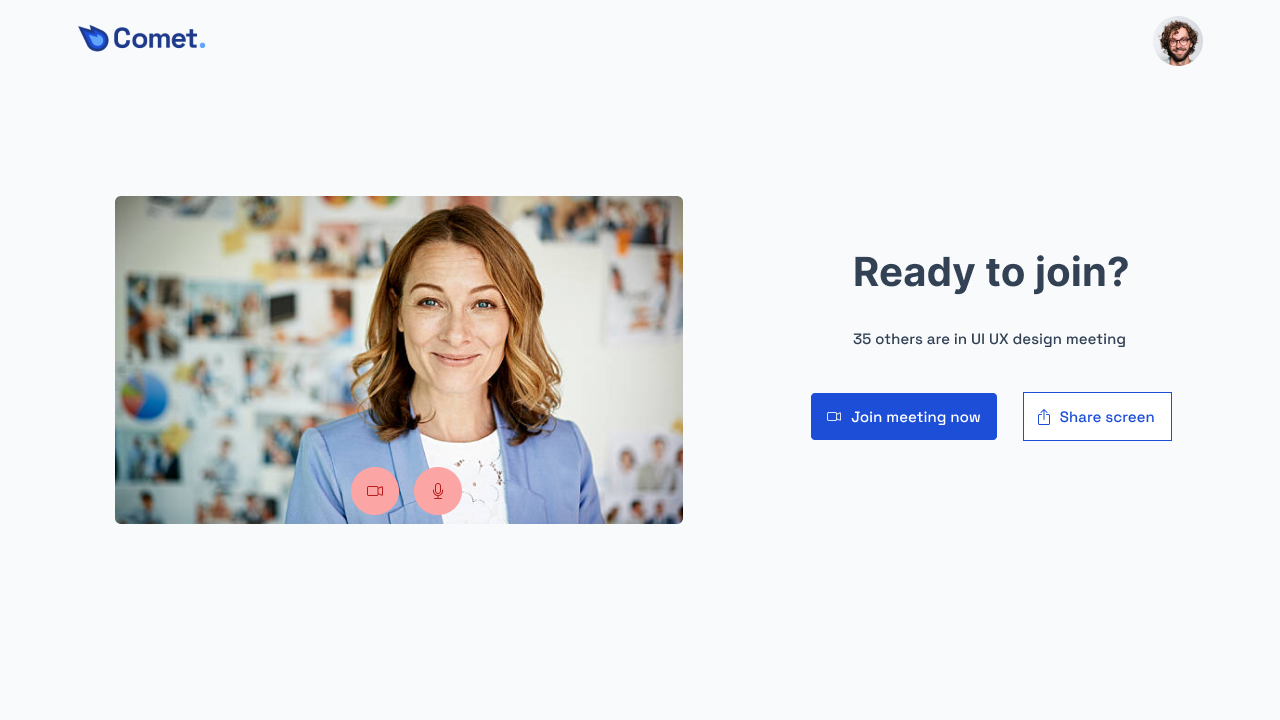 Comet.
Ready to join?
35 others are in UI UX design meeting
Join meeting now
Share screen